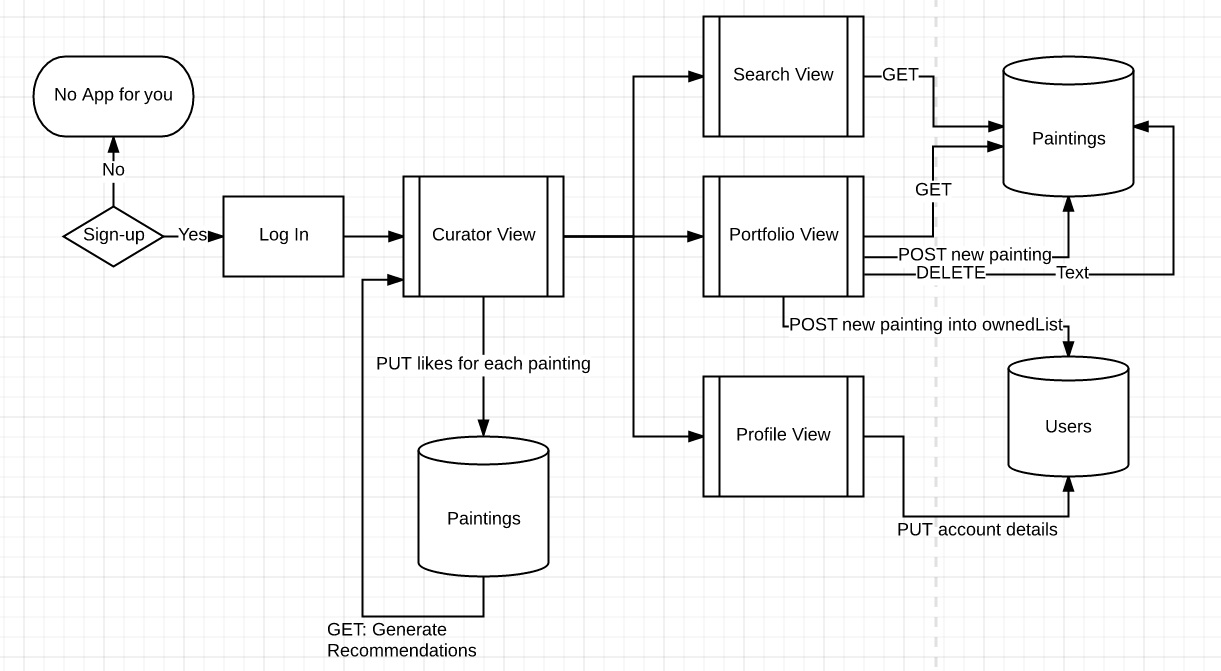 Search View
GET
No App for you
Paintings
No
GET
Sign-up
Yes
Log In
Curator View
Portfolio View
POST new painting
DELETE
Text
POST new painting into ownedList
PUT likes for each painting
Users
Profile View
Paintings
PUT account details
GET: Generate
Recommendations